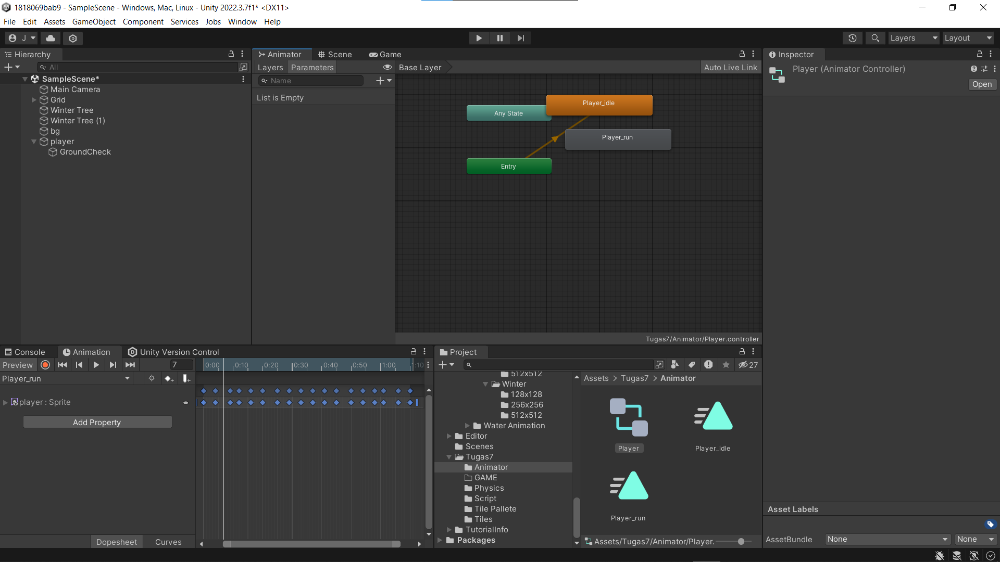 1818069bab9 - SampleScene - Windows, Mac, Linux - Unity 2022.3.7f1* <DX11>
File Edit Assets GameObject Component Services Jobs Window Help
J Layers Layout
Hierarchy
All
SampleScene*
Main Camera
Grid
Winter Tree
Winter Tree (1)
bg
player
GroundCheck
Animator Scene Game
Layers Parameters Base Layer Auto Live Link
Name
List is Empty
Any State
Player_idle
Player_run
Entry
Tugas7/Animator/Player.controller
Inspector
Player (Animator Controller)
Open
Asset Labels
AssetBundle None None
Console Animation Unity Version Control
Preview 7 0:00 0:10 0:20 0:30 0:40 0:50 1:00 1:10
Player_run
player : Sprite
Add Property
Dopesheet Curves
Project
27
512x512
Winter
128x128
256x256
512x512
Water Animation
Editor
Scenes
Tugas7
Animator
GAME
Physics
Script
Tile Pallete
Tiles
TutorialInfo
Packages
Assets > Tugas7 > Animator
Player
Player_idle
Player_run
Assets/Tugas7/Animator/Player.